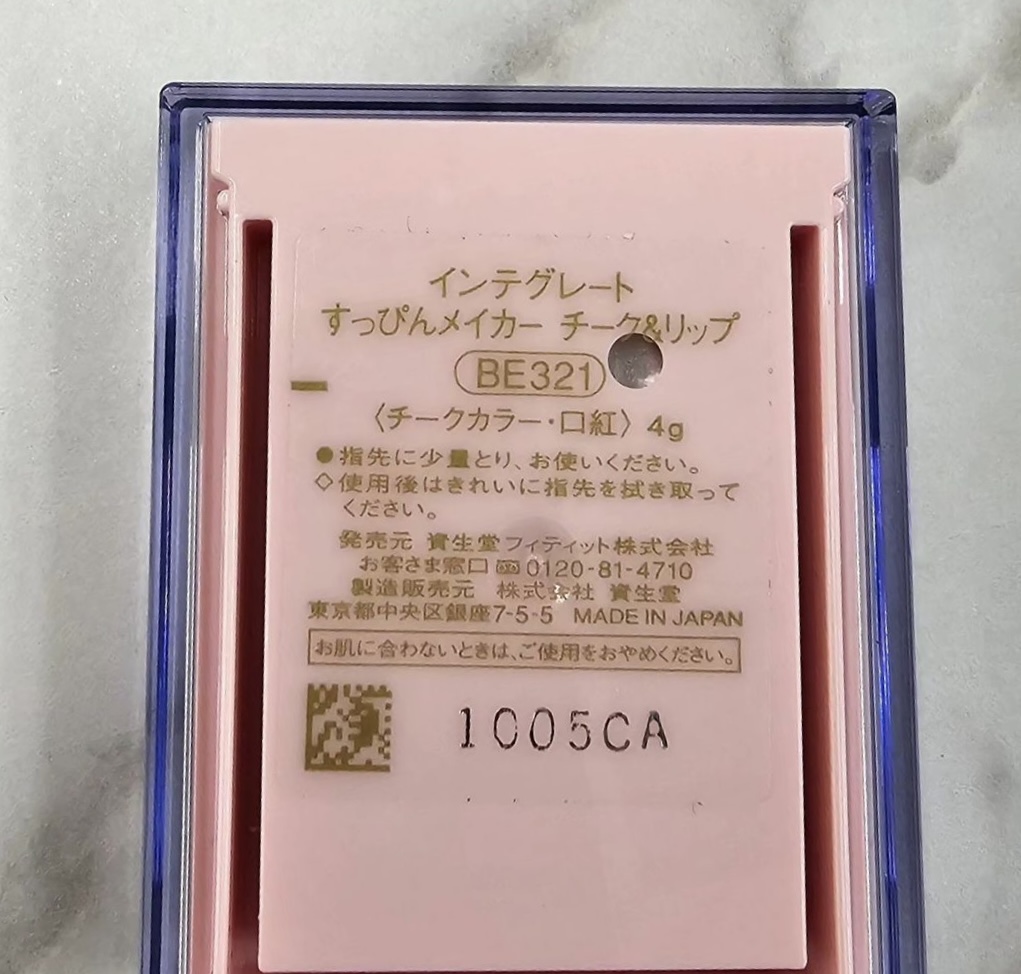 インテグレート
すっぴんメイカー チーク&リップ
BE321
〈チークカラー・口紅〉 4g
●指先に少量とり、お使いください。
◇使用後はきれいに指先を拭き取って
ください。
発売元 資生堂フィティット株式会社
お客さま窓口 0120-81-4710
製造販売元 株式会社 資生堂
東京都中央区銀座7-5-5 MADE IN JAPAN
お肌に合わないときは、ご使用をおやめください。
1005CA